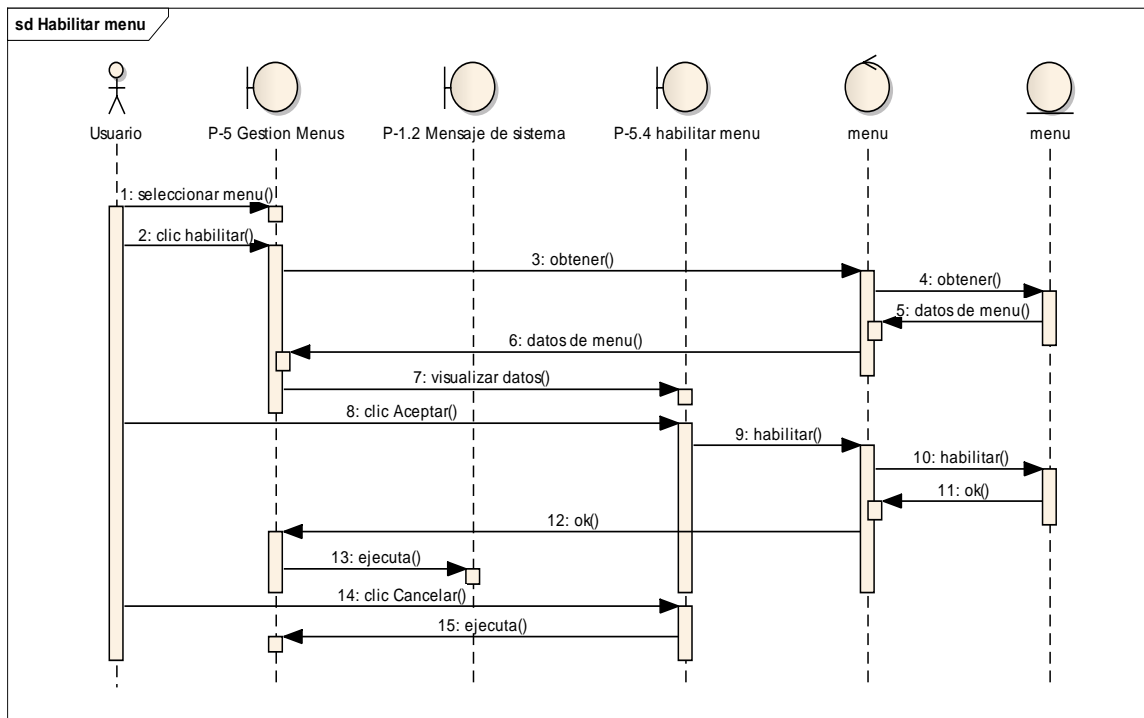 sd Habilitar menu
Usuario
P-5 Gestion Menus
P-1.2 Mensaje de sistema
P-5.4 habilitar menu
menu
menu
1: seleccionar menu()
2: clic habilitar()
3: obtener()
4: obtener()
5: datos de menu()
6: datos de menu()
7: visualizar datos()
8: clic Aceptar()
9: habilitar()
10: habilitar()
11: ok()
12: ok()
13: ejecuta()
14: clic Cancelar()
15: ejecuta()